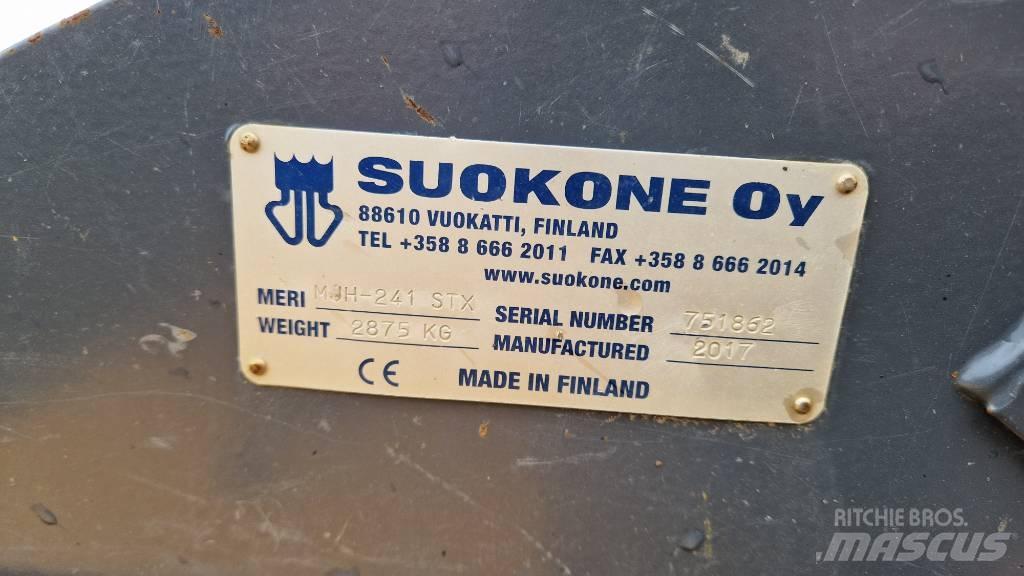 SUOKONE Oy
88610 VUOKATTI, FINLAND
TEL +358 8 666 2011 FAX +358 8 666 2014
www.suokone.com
MERI MJH-241 STX SERIAL NUMBER 751862
WEIGHT 2875 KG MANUFACTURED 2017
CE MADE IN FINLAND
RITCHIE BROS.
MASCUS